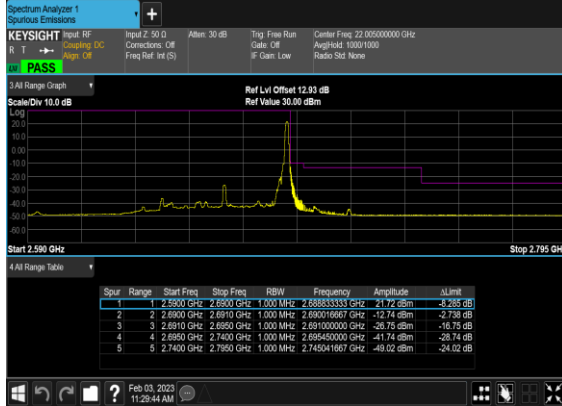 Spectrum Analyzer 1
Spurious Emissions
+
KEYSIGHT Input: RF Input Z: 50 Ω Atten: 30 dB Trig: Free Run Center Freq: 22.005000000 GHz
R T Coupling: DC Corrections: Off Gate: Off Avg|Hold: 1000/1000
Align: Off Freq Ref: Int (S) IF Gain: Low Radio Std: None
PASS
3 All Range Graph
Ref Lvl Offset 12.93 dB
Scale/Div 10.0 dB Ref Value 30.00 dBm
Log
20.0
10.0
0.00
-10.0
-20.0
-30.0
-40.0
-50.0
-60.0
Start 2.590 GHz Stop 2.795 GH
4 All Range Table
Spur Range Start Freq Stop Freq RBW Frequency Amplitude ΔLimit
1 1 2.5900 GHz 2.6900 GHz 1.000 MHz 2.688833333 GHz 21.72 dBm -8.285 dB
2 2 2.6900 GHz 2.6910 GHz 1.000 MHz 2.690016667 GHz -12.74 dBm -2.738 dB
3 3 2.6910 GHz 2.6950 GHz 1.000 MHz 2.691000000 GHz -26.75 dBm -16.75 dB
4 4 2.6950 GHz 2.7400 GHz 1.000 MHz 2.695450000 GHz -41.74 dBm -28.74 dB
5 5 2.7400 GHz 2.7950 GHz 1.000 MHz 2.745041667 GHz -49.02 dBm -24.02 dB
? Feb 03, 2023
11:29:44 AM